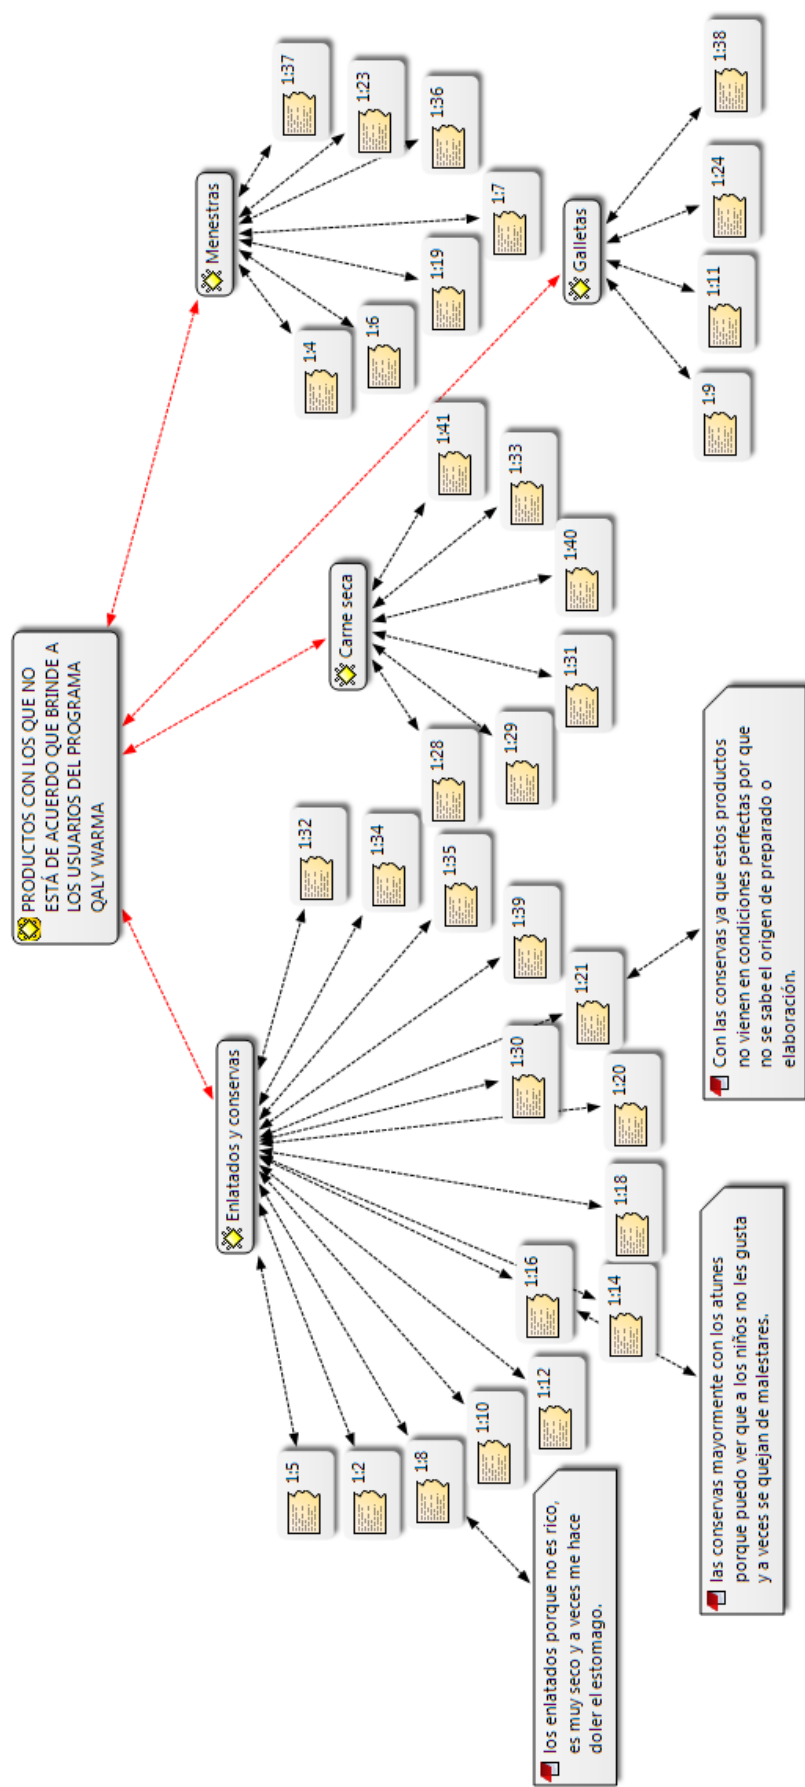 PRODUCTOS CON LOS QUE NO
ESTÁ DE ACUERDO QUE BRINDE A
LOS USUARIOS DEL PROGRAMA
QALY WARMA
Enlatados y conservas
1:5
1:2
1:8
1:10
1:12
1:16
1:14
1:18
1:20
1:30
1:21
1:39
1:35
1:34
1:32
los enlatados porque no es rico,
es muy seco y a veces me hace
doler el estomago.
las conservas mayormente con los atunes
porque puedo ver que a los niños no les gusta
y a veces se quejan de malestares.
Con las conservas ya que estos productos
no vienen en condiciones perfectas por que
no se sabe el origen de preparado o
elaboración.
Carne seca
1:28
1:29
1:31
1:40
1:33
1:41
Menestras
1:4
1:6
1:19
1:7
1:36
1:23
1:37
Galletas
1:9
1:11
1:24
1:38